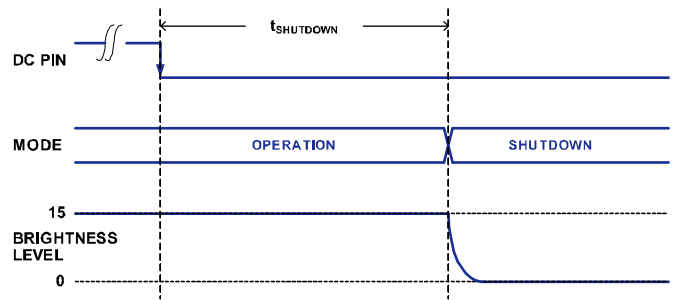 tSHUTDOWN
DC PIN
MODE
OPERATION
SHUTDOWN
15
BRIGHTNESS
LEVEL
0